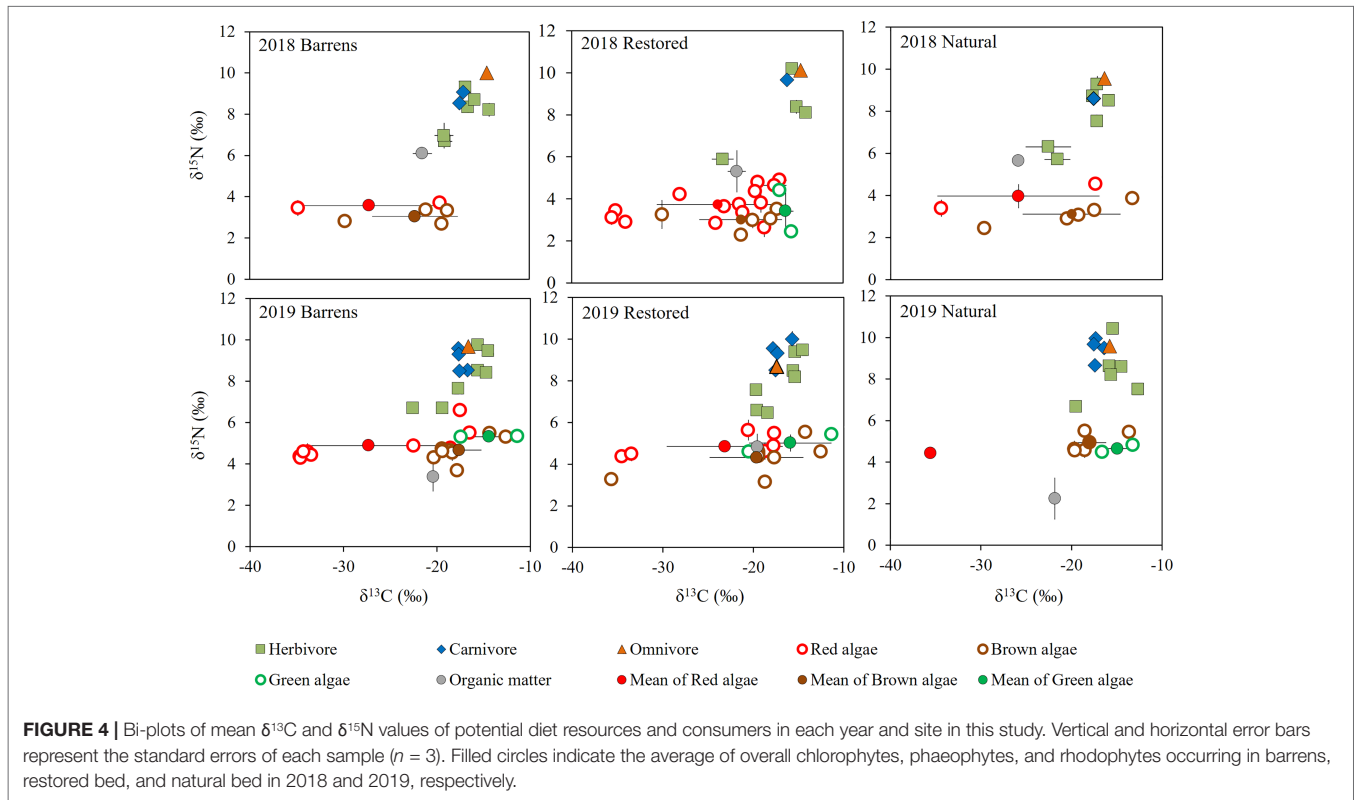 2018 Barrens
2018 Restored
2018 Natural
12
10
8
6
4
2
0
δ¹⁵N (‰)
12
10
8
6
4
2
0
12
10
8
6
4
2
0
2019 Barrens
2019 Restored
2019 Natural
12
10
8
6
4
2
0
δ¹⁵N (‰)
12
10
8
6
4
2
0
12
10
8
6
4
2
0
-40 -30 -20 -10
-40 -30 -20 -10
-40 -30 -20 -10
δ¹³C (‰)
δ¹³C (‰)
δ¹³C (‰)
Herbivore Carnivore Omnivore Red algae Brown algae
Green algae Organic matter Mean of Red algae Mean of Brown algae Mean of Green algae
FIGURE 4 | Bi-plots of mean δ¹³C and δ¹⁵N values of potential diet resources and consumers in each year and site in this study. Vertical and horizontal error bars
represent the standard errors of each sample (n = 3). Filled circles indicate the average of overall chlorophytes, phaeophytes, and rhodophytes occurring in barrens,
restored bed, and natural bed in 2018 and 2019, respectively.